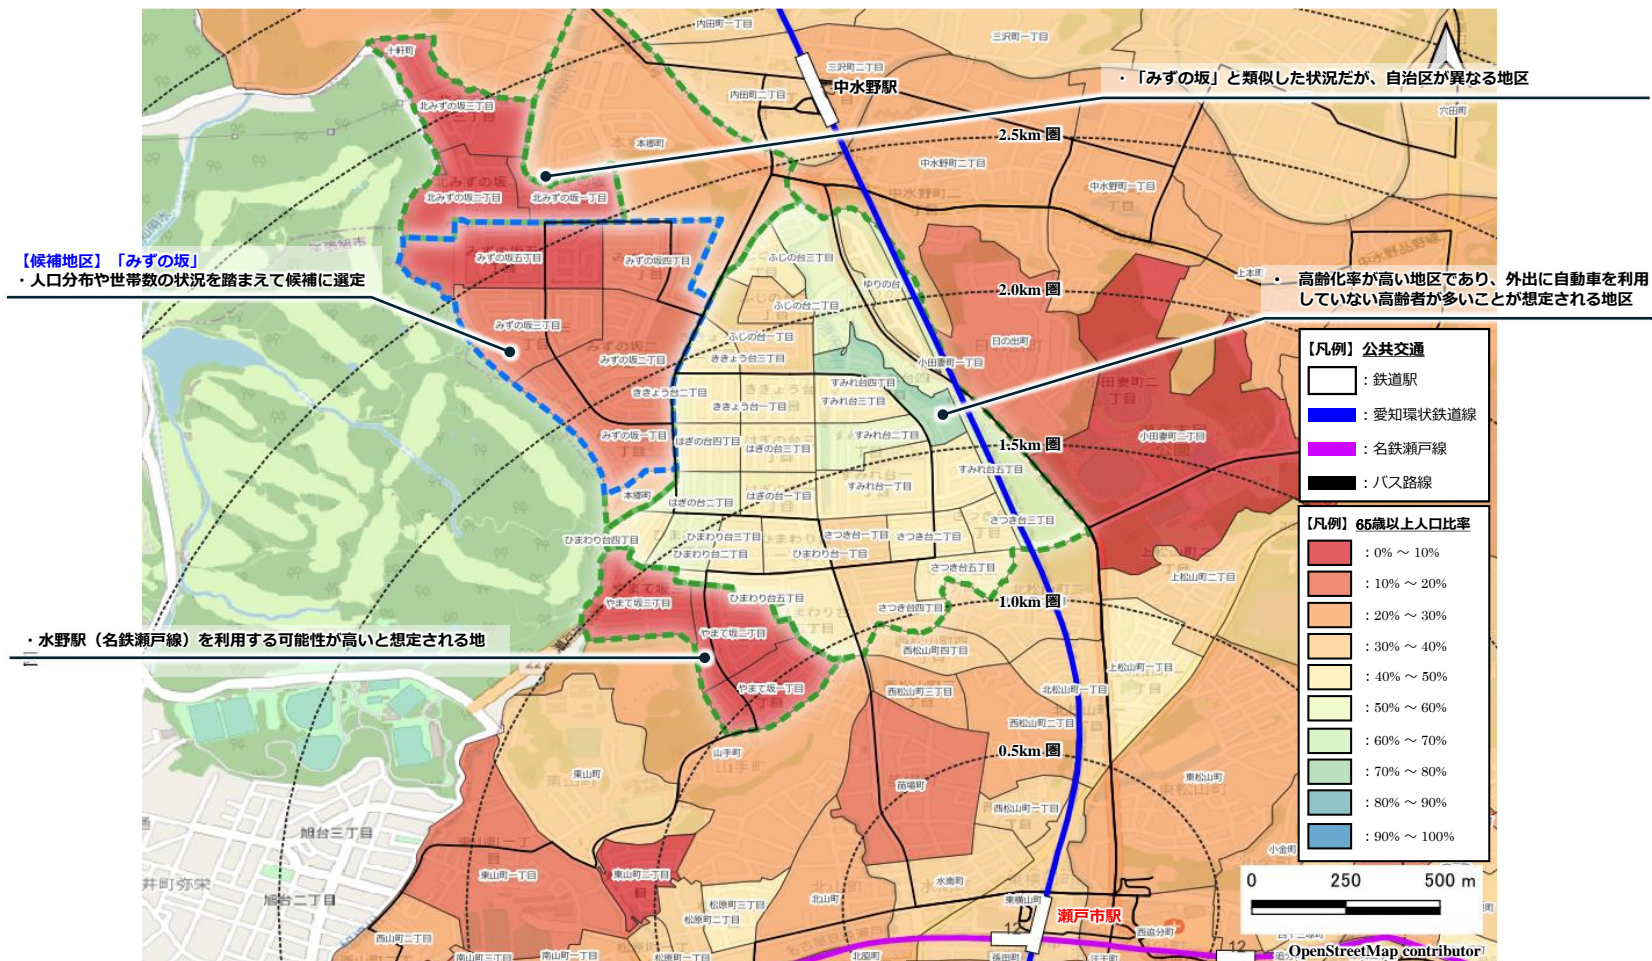 内田町一丁目
三沢町一丁目
十軒町
三沢町二丁目
中水野駅
・「みずの坂」と類似した状況だが、自治区が異なる地区
内田町二丁目
北みずの坂三丁目
穴田町
2.5km 圏
本郷町
中水野町二丁目
中水野町一丁目
北みずの坂二丁目
北みずの坂一丁目
【候補地区】「みずの坂」
・人口分布や世帯数の状況を踏まえて候補に選定
みずの坂五丁目
みずの坂四丁目
ふじの台三丁目
ゆりの台
上本町
・ 高齢化率が高い地区であり、外出に自動車を利用
していない高齢者が多いことが想定される地区
2.0km 圏
ふじの台二丁目
みずの坂三丁目
ふじの台一丁目
日の出町
みずの坂二丁目
ききょう台三丁目
小田妻町一丁目
ききょう台二丁目
すみれ台四丁目
小田妻町二丁目
ききょう台一丁目
すみれ台三丁目
みずの坂一丁目
はぎの台四丁目
はぎの台三丁目
すみれ台二丁目
1.5km 圏
すみれ台五丁目
本郷町
はぎの台二丁目
はぎの台一丁目
すみれ台一丁目
さつき台三丁目
ひまわり台四丁目
ひまわり台三丁目
さつき台一丁目
さつき台二丁目
ひまわり台二丁目
ひまわり台一丁目
さつき台五丁目
上松山町二丁目
やまて坂三丁目
ひまわり台五丁目
さつき台四丁目
1.0km 圏
・水野駅（名鉄瀬戸線）を利用する可能性が高いと想定される地
やまて坂二丁目
西松山町四丁目
上松山町一丁目
やまて坂一丁目
西松山町三丁目
北松山町一丁目
西松山町二丁目
山手町
0.5km 圏
東山町
苗場町
東松山町
西松山町一丁目
旭台三丁目
小金町
東山町一丁目
東山町二丁目
井町弥栄
旭台二丁目
水南町
北山町
松原町三丁目
松原町二丁目
東横山町
瀬戸市駅
西追分町
西山町二丁目
南山町三丁目
南山町一丁目
松原町一丁目
北脇町
12
12
【凡例】公共交通
：鉄道駅
：愛知環状鉄道線
：名鉄瀬戸線
：バス路線
【凡例】65歳以上人口比率
：0% ～ 10%
：10% ～ 20%
：20% ～ 30%
：30% ～ 40%
：40% ～ 50%
：50% ～ 60%
：60% ～ 70%
：70% ～ 80%
：80% ～ 90%
：90% ～ 100%
0 250 500 m
OpenStreetMap contributor